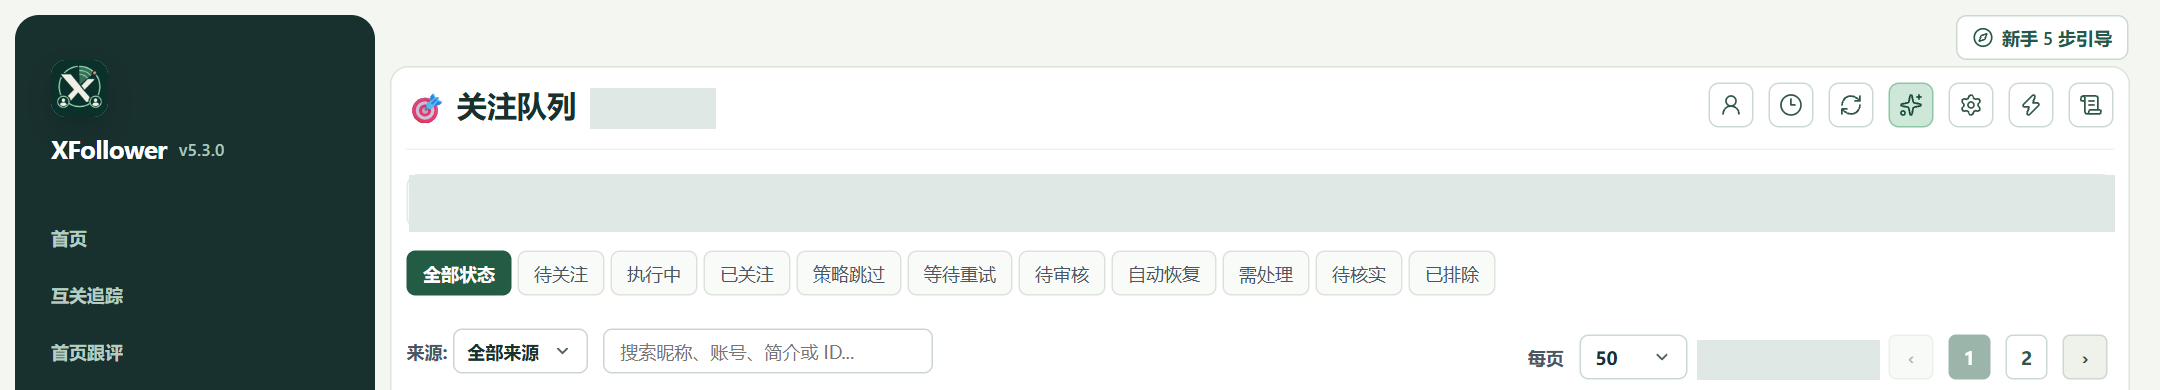 新手 5 步引导
关注队列
XFollower v5.3.0
首页
互关追踪
首页跟评
全部状态 待关注 执行中 已关注 策略跳过 等待重试 待审核 自动恢复 需处理 待核实 已排除
来源: 全部来源 搜索昵称、账号、简介或 ID... 每页 50 ‹ 1 2 ›